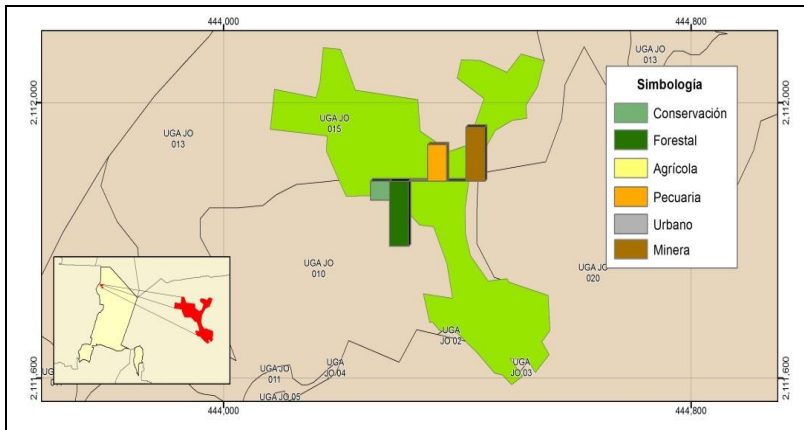 444,000
444,800
2,112,000
2,112,000
UGA JO
013
UGA JO
013
UGA JO
015
Simbología
Conservación
Forestal
Agrícola
Pecuaria
Urbano
Minera
UGA JO
010
UGA JO
020
UGA
JO 02
UGA
JO 04
UGA
JO 03
UGA JO
011
UGA JO 05
2,111,600
2,111,600
444,000
444,800